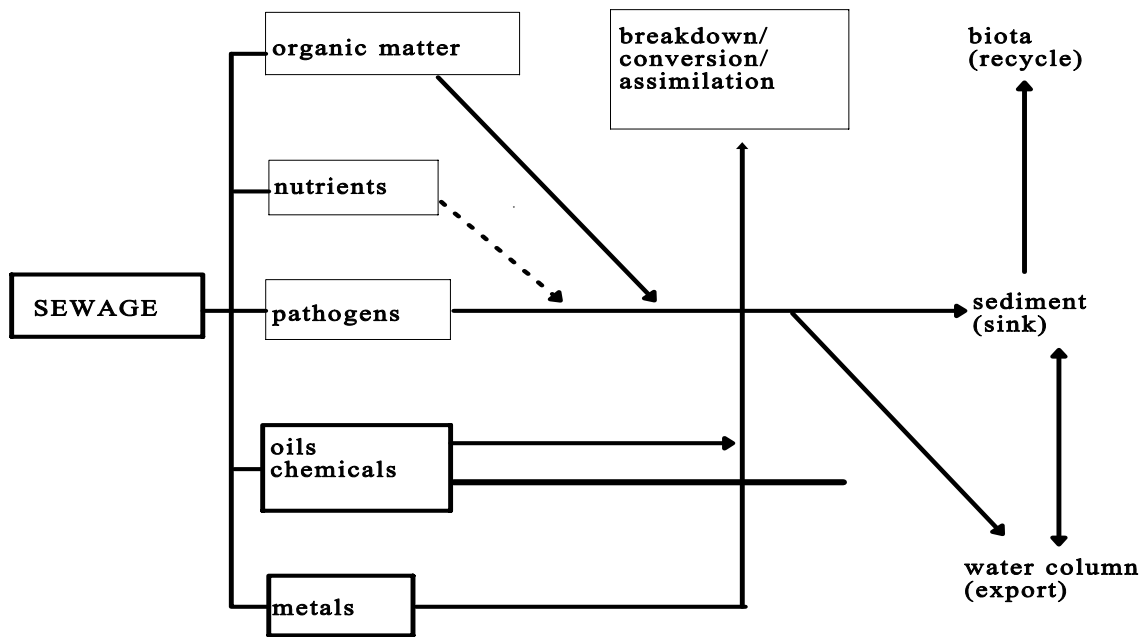 organic matter
breakdown/
conversion/
assimilation
biota
(recycle)
nutrients
SEWAGE
pathogens
sediment
(sink)
oils
chemicals
water column
(export)
metals